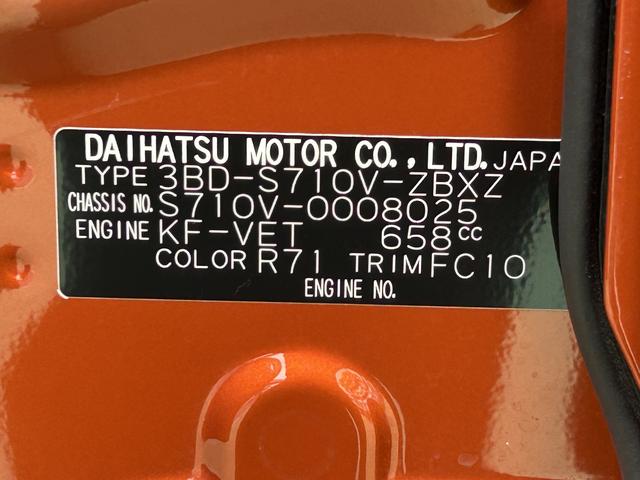 DAIHATSU MOTOR CO., LTD. JAPA
TYPE 3BD-S710V-ZBXZ
CHASSIS NO. S710V-0008025
ENGINE KF-VET 658CC
COLOR R71 TRIM FC10
ENGINE NO.